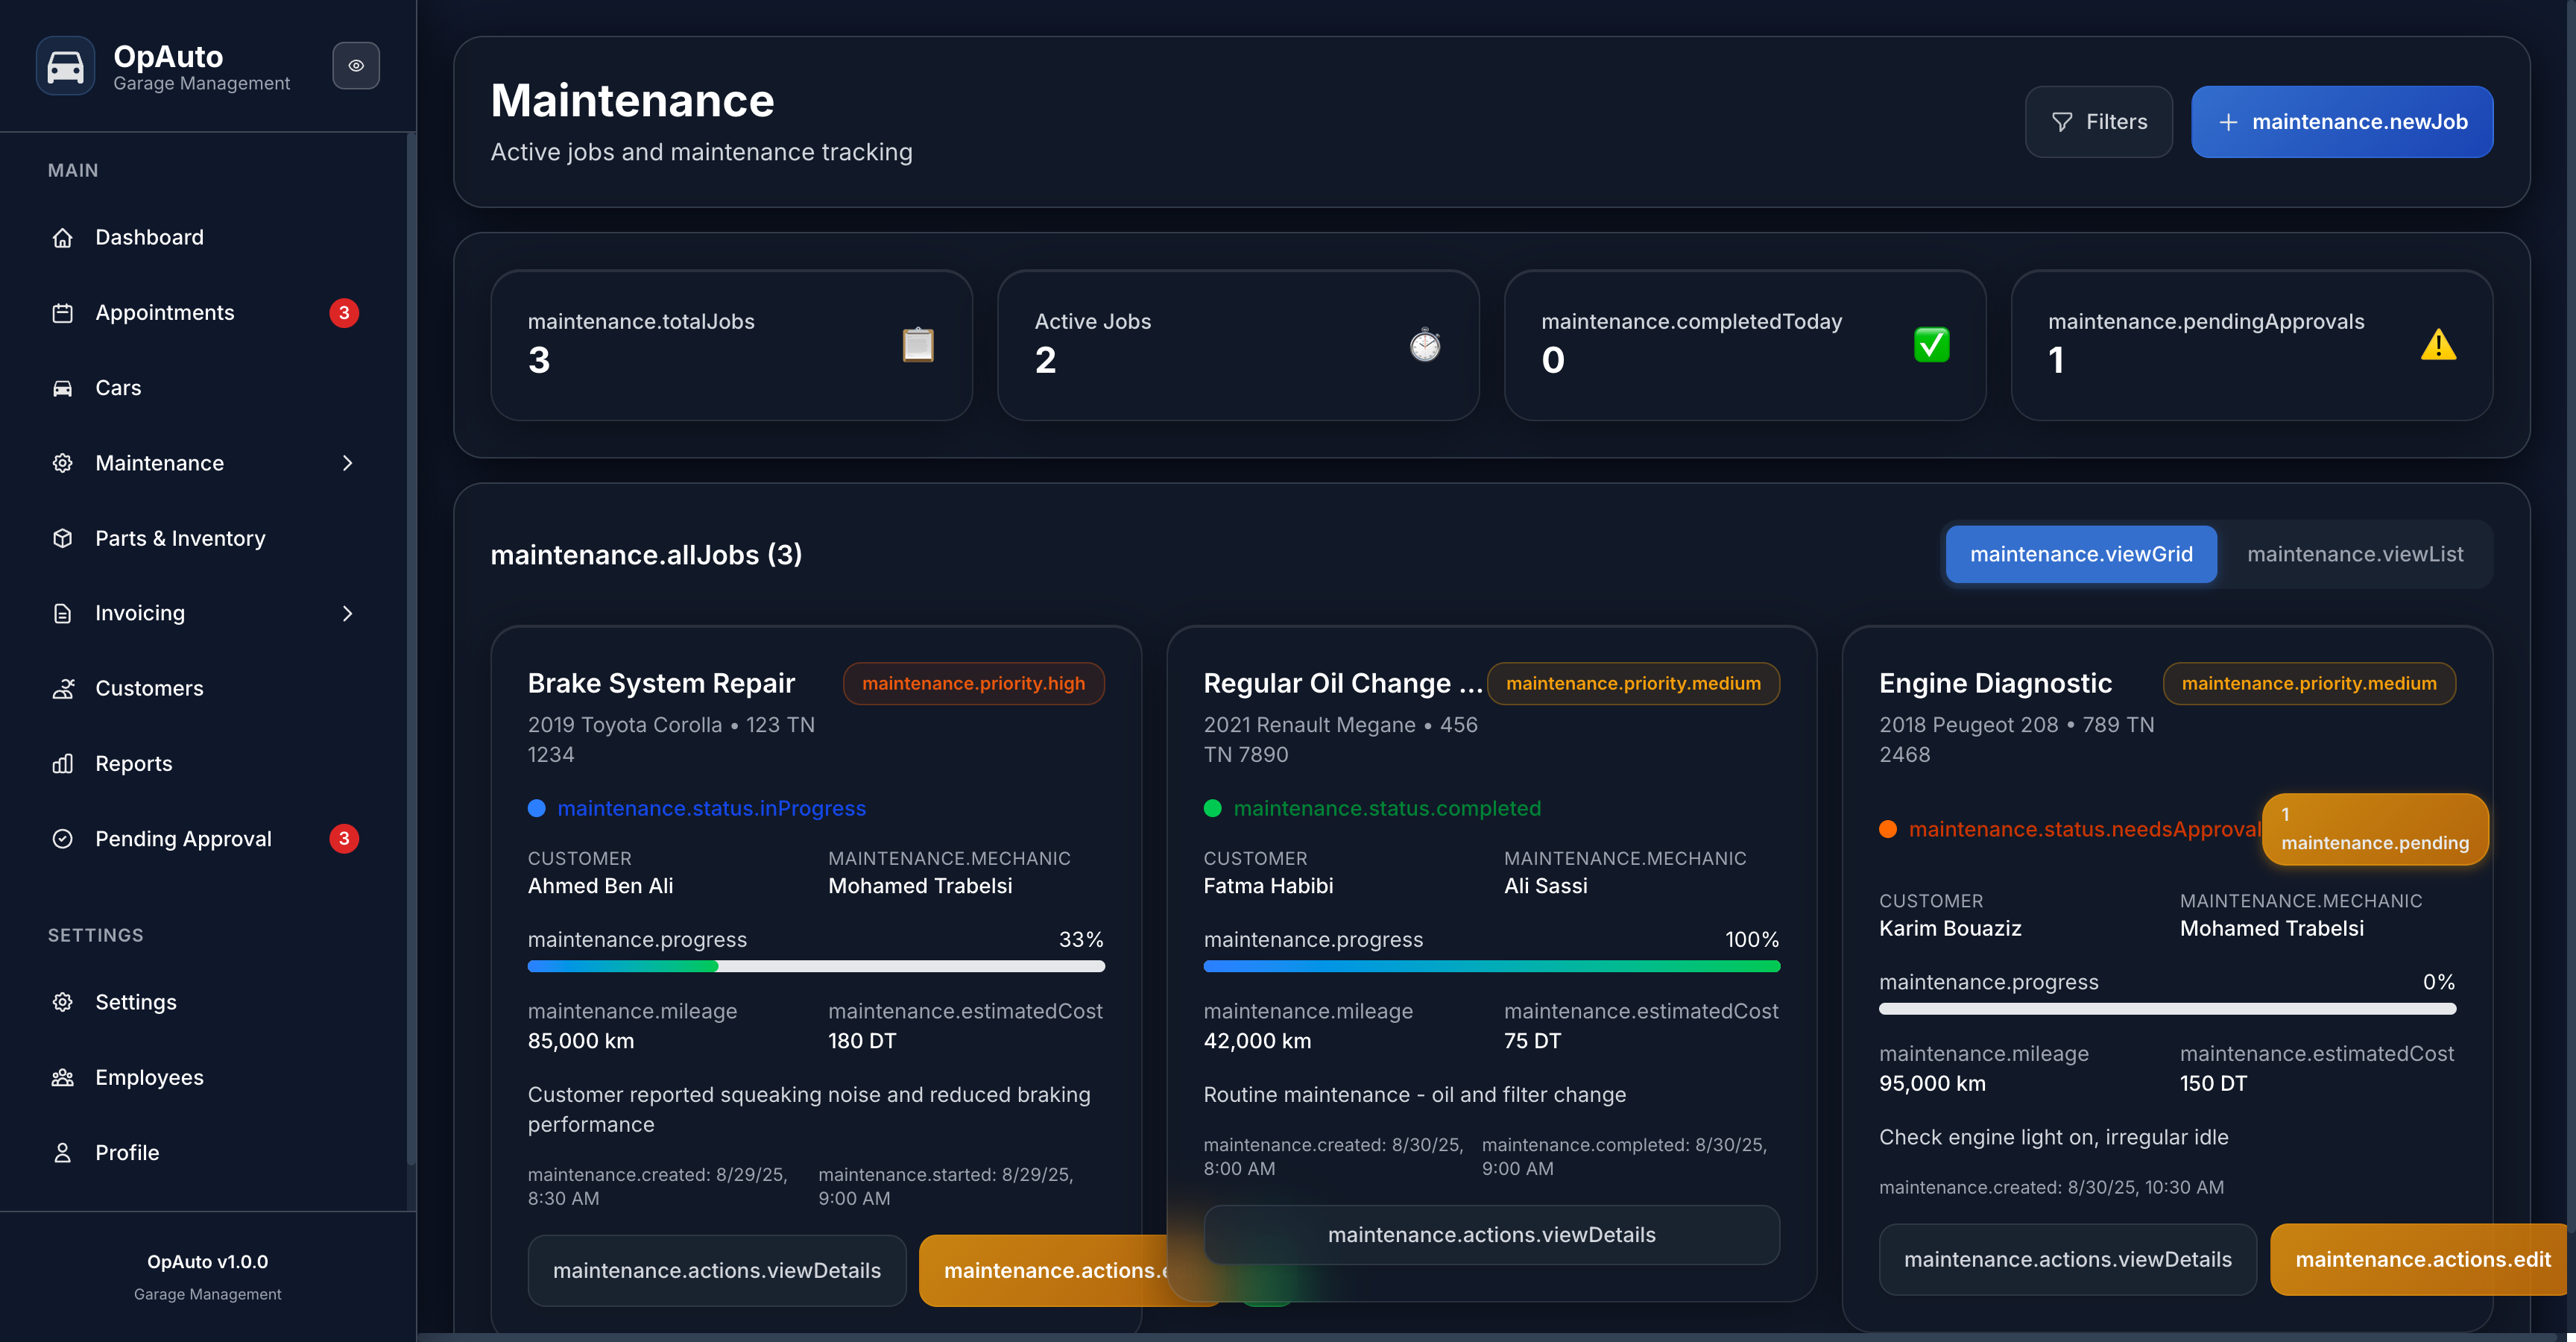 OpAuto
Garage Management
MAIN
Dashboard
Appointments
3
Cars
Maintenance
Parts & Inventory
Invoicing
Customers
Reports
Pending Approval
3
SETTINGS
Settings
Employees
Profile
OpAuto v1.0.0
Garage Management
Maintenance
Active jobs and maintenance tracking
Filters
maintenance.newJob
maintenance.totalJobs
3
Active Jobs
2
maintenance.completedToday
0
maintenance.pendingApprovals
1
maintenance.allJobs (3)
maintenance.viewGrid
maintenance.viewList
Brake System Repair
maintenance.priority.high
2019 Toyota Corolla • 123 TN
1234
maintenance.status.inProgress
CUSTOMER
Ahmed Ben Ali
MAINTENANCE.MECHANIC
Mohamed Trabelsi
maintenance.progress
33%
maintenance.mileage
85,000 km
maintenance.estimatedCost
180 DT
Customer reported squeaking noise and reduced braking
performance
maintenance.created: 8/29/25,
8:30 AM
maintenance.started: 8/29/25,
9:00 AM
maintenance.actions.viewDetails
maintenance.actions.
Regular Oil Change ...
maintenance.priority.medium
2021 Renault Megane • 456
TN 7890
maintenance.status.completed
CUSTOMER
Fatma Habibi
MAINTENANCE.MECHANIC
Ali Sassi
maintenance.progress
100%
maintenance.mileage
42,000 km
maintenance.estimatedCost
75 DT
Routine maintenance - oil and filter change
maintenance.created: 8/30/25,
8:00 AM
maintenance.completed: 8/30/25,
9:00 AM
maintenance.actions.viewDetails
Engine Diagnostic
maintenance.priority.medium
2018 Peugeot 208 • 789 TN
2468
maintenance.status.needsApproval
1
maintenance.pending
CUSTOMER
Karim Bouaziz
MAINTENANCE.MECHANIC
Mohamed Trabelsi
maintenance.progress
0%
maintenance.mileage
95,000 km
maintenance.estimatedCost
150 DT
Check engine light on, irregular idle
maintenance.created: 8/30/25, 10:30 AM
maintenance.actions.viewDetails
maintenance.actions.edit